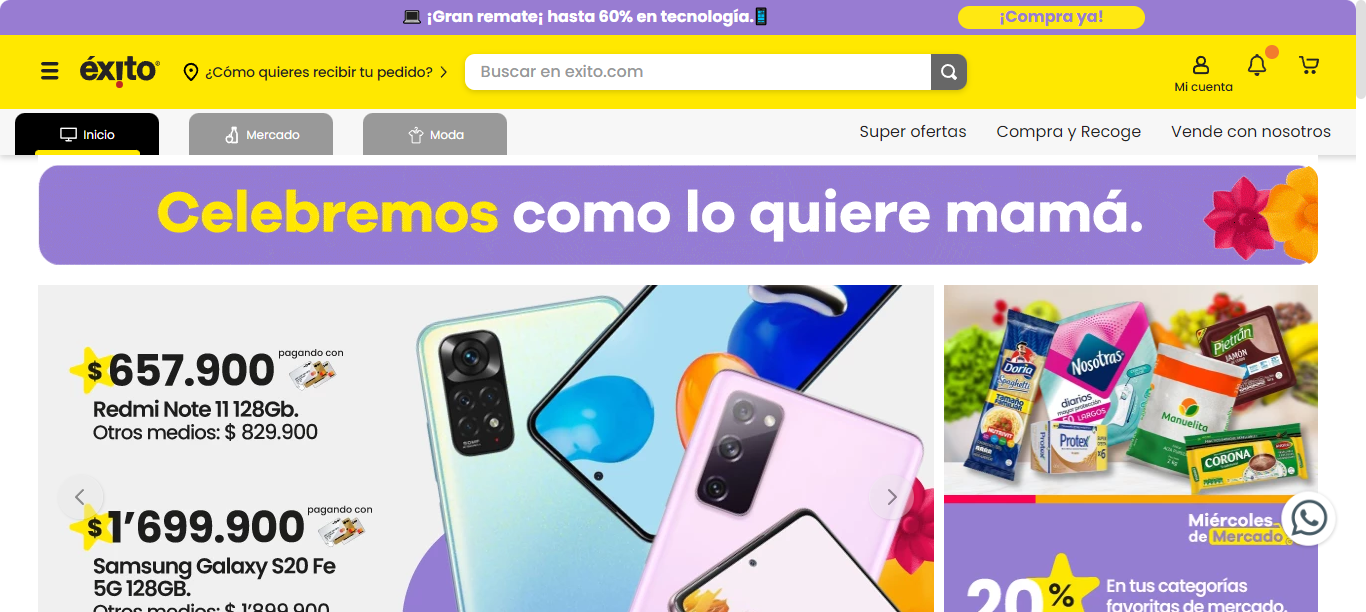 ¡Gran remate¡ hasta 60% en tecnología.
¡Compra ya!
éxito
¿Cómo quieres recibir tu pedido?
Buscar en exito.com
Mi cuenta
Inicio
Mercado
Moda
Super ofertas
Compra y Recoge
Vende con nosotros
Celebremos como lo quiere mamá.
$657.900 pagando con
Redmi Note 11 128Gb.
Otros medios: $ 829.900
$1’699.900 pagando con
Samsung Galaxy S20 Fe
5G 128GB.
Otros medios: $ 1’899.900
Doria
Spaghetti
Nosotras
diarios
50 LARGOS
Protex
x6
Manuelita
Pietrán
JAMÓN
CORONA
Miércoles
de Mercado
20%
En tus categorías
favoritas de mercado.